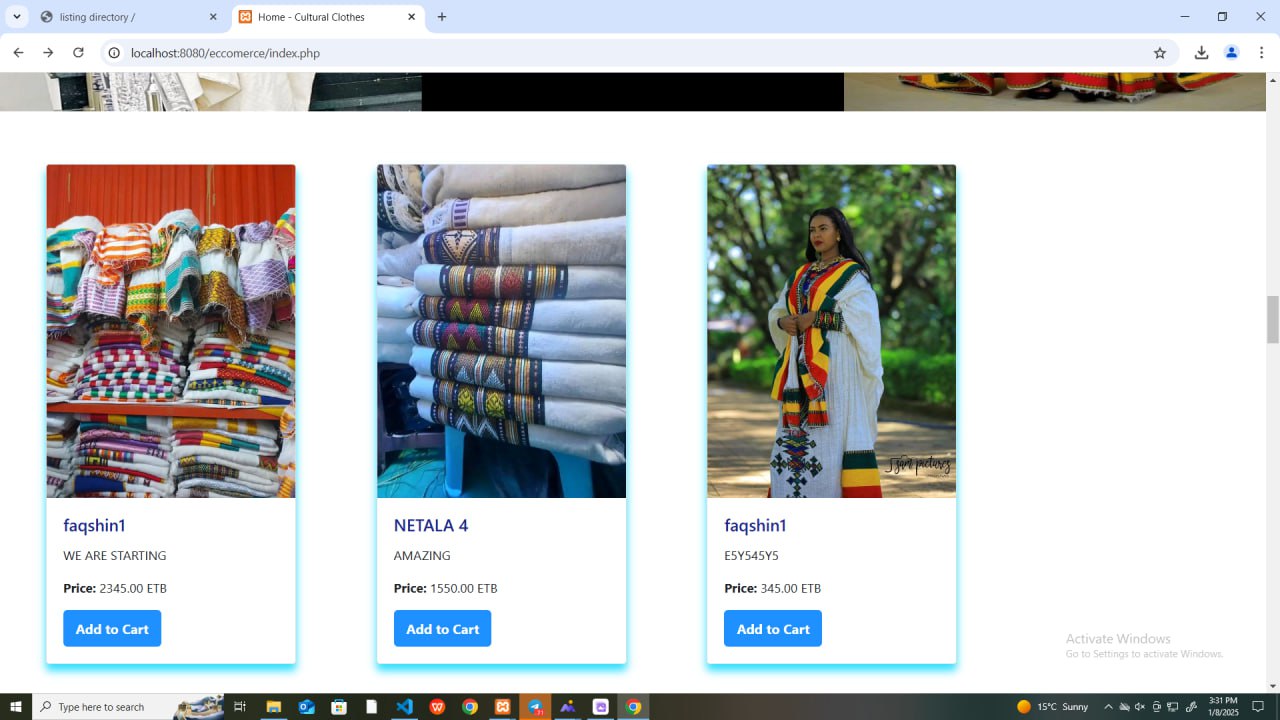 listing directory /
Home - Cultural Clothes
localhost:8080/eccomerce/index.php
faqshin1
WE ARE STARTING
Price: 2345.00 ETB
Add to Cart
NETALA 4
AMAZING
Price: 1550.00 ETB
Add to Cart
faqshin1
E5Y545Y5
Price: 345.00 ETB
Add to Cart
Activate Windows
Go to Settings to activate Windows.
Type here to search
15°C Sunny
3:31 PM
1/8/2025